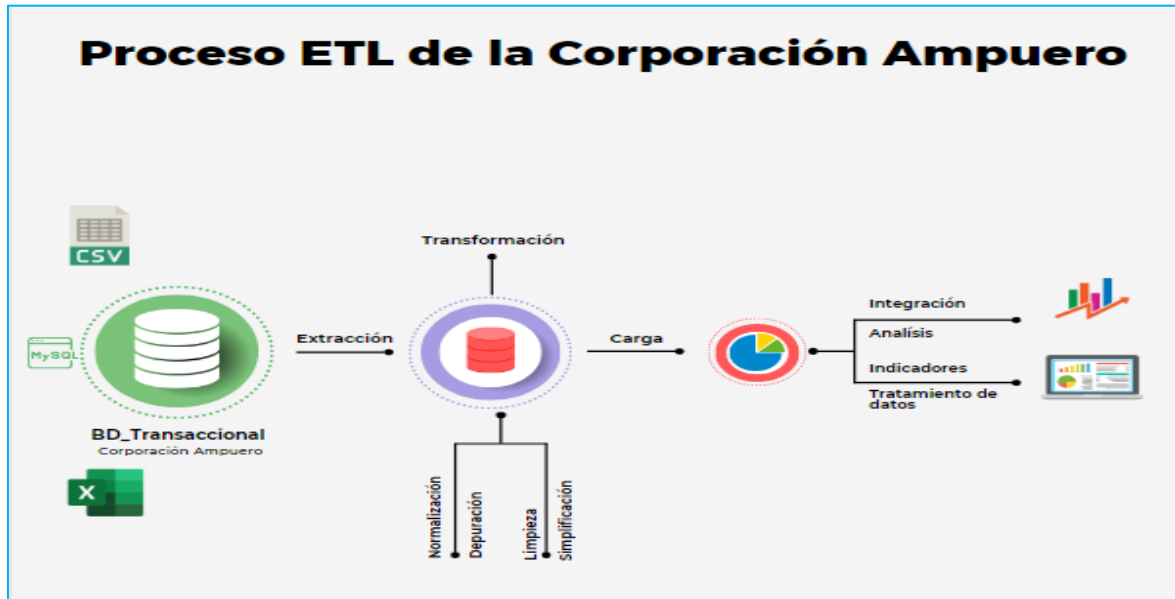 Proceso ETL de la Corporación Ampuero
CSV
MySQL
BD_Transaccional
Corporación Ampuero
X
Extracción
Transformación
Normalización
Depuración
Limpieza
Simplificación
Carga
Integración
Analísis
Indicadores
Tratamiento de
datos